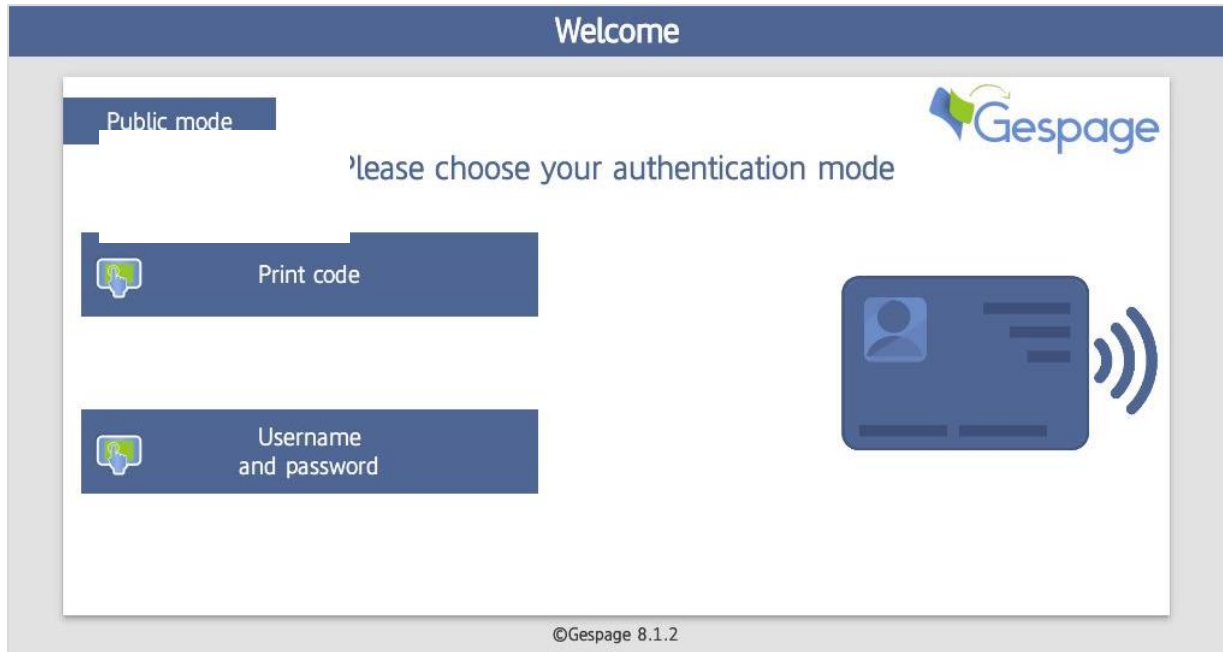 Welcome
Public mode
Gespage
lease choose your authentication mode
Print code
Username
and password
©Gespage 8.1.2